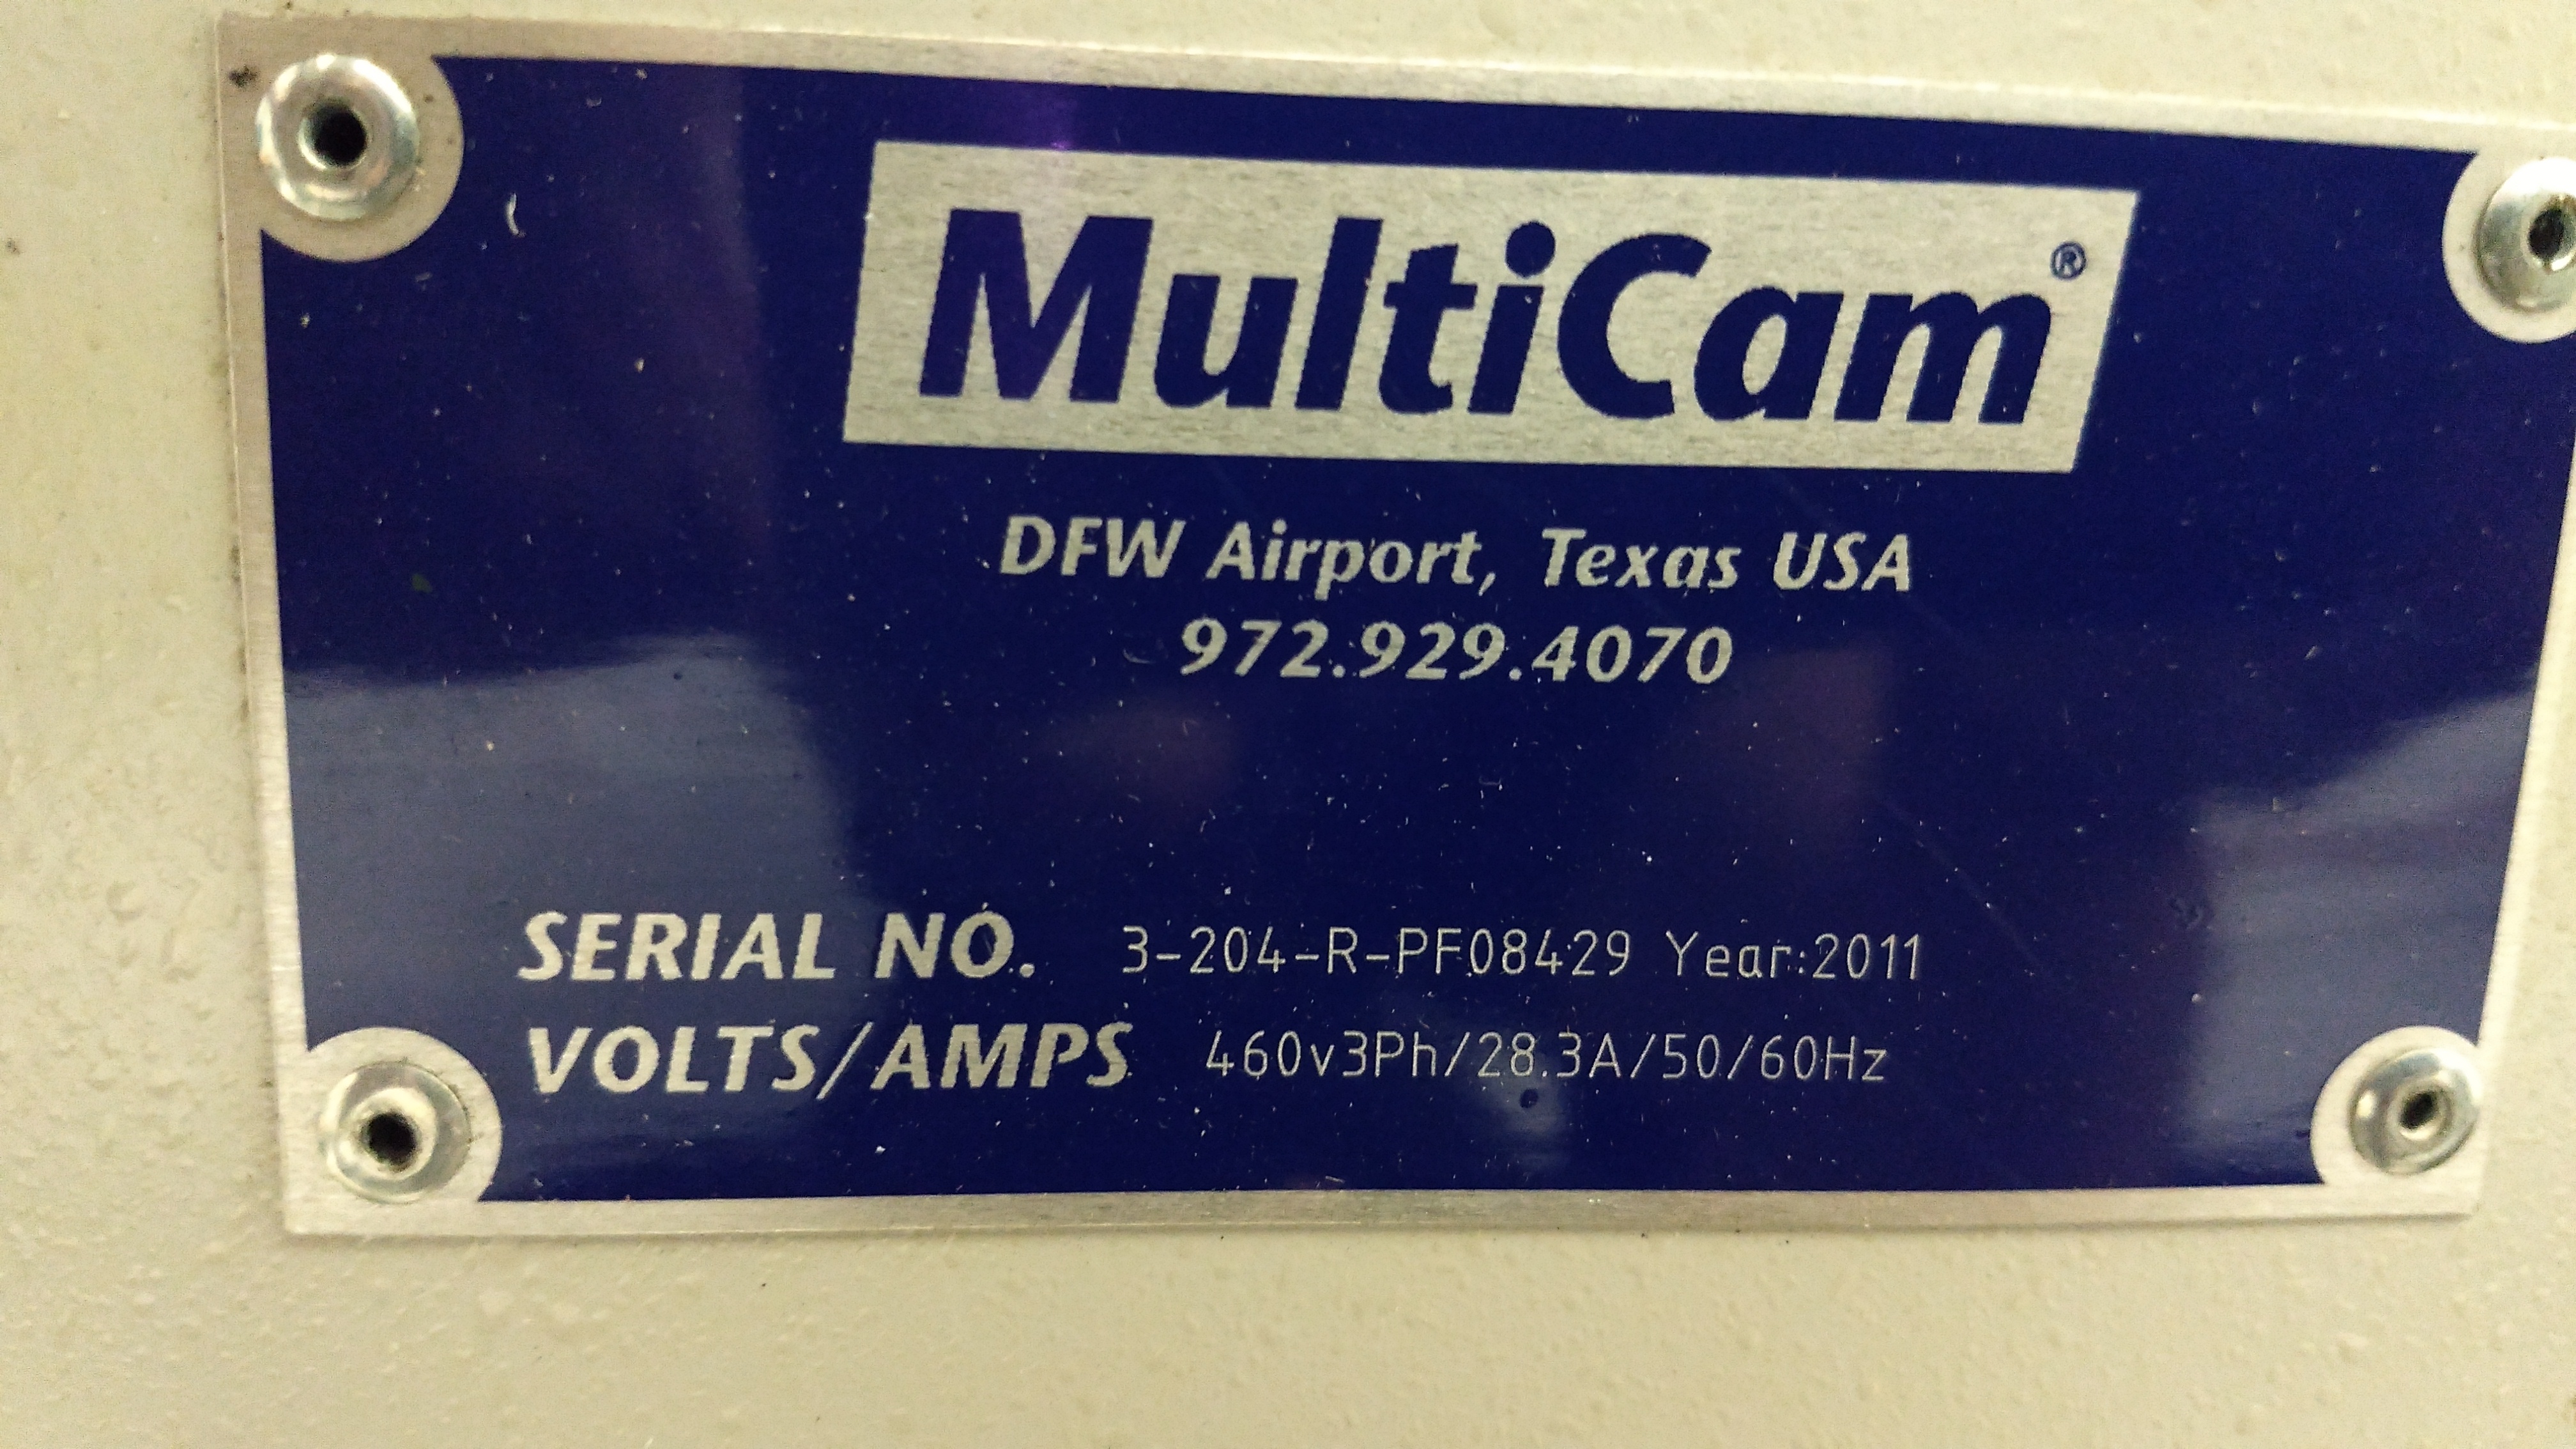 MultiCam®
DFW Airport, Texas USA
972.929.4070
SERIAL NO. 3-204-R-PF08429 Year:2011
VOLTS/AMPS 460v3Ph/28.3A/50/60Hz